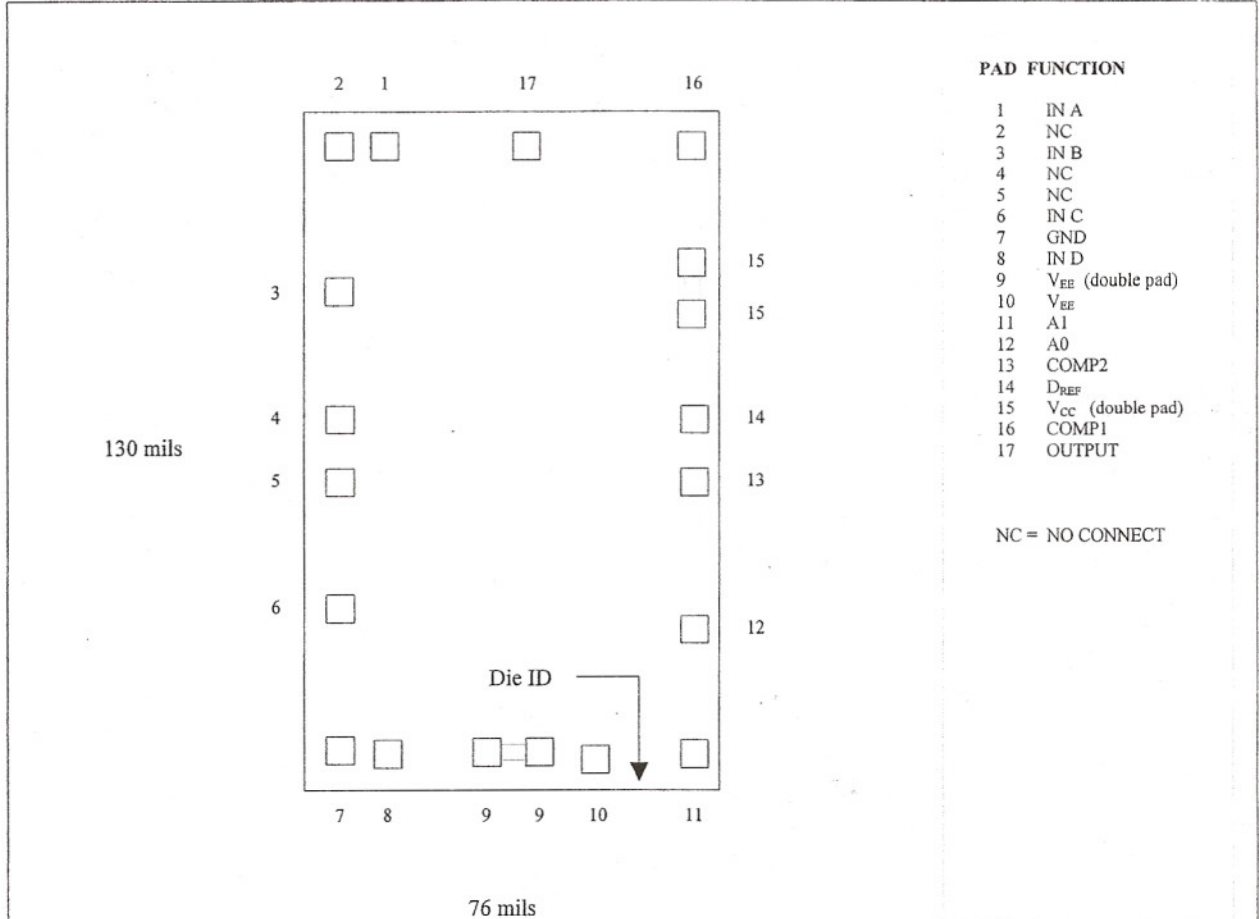 PAD FUNCTION
2 1 17 16
1 IN A
2 NC
3 IN B
4 NC
5 NC
6 IN C
7 GND
8 IN D
9 VEE (double pad)
10 VEE
11 A1
12 A0
13 COMP2
14 DREF
15 VCC (double pad)
16 COMP1
17 OUTPUT
NC = NO CONNECT
15
3 15
4 14
130 mils
5 13
6 12
Die ID
7 8 9 9 10 11
76 mils